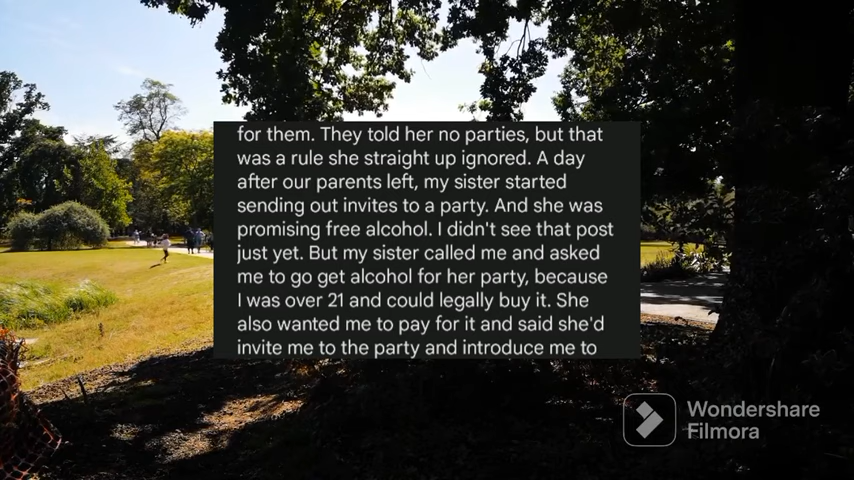 for them. They told her no parties, but that
was a rule she straight up ignored. A day
after our parents left, my sister started
sending out invites to a party. And she was
promising free alcohol. I didn't see that post
just yet. But my sister called me and asked
me to go get alcohol for her party, because
I was over 21 and could legally buy it. She
also wanted me to pay for it and said she'd
invite me to the party and introduce me to
Wondershare
Filmora